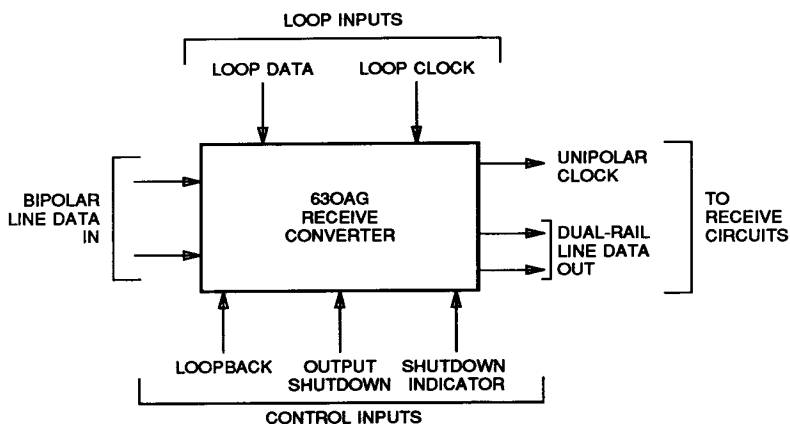 LOOP INPUTS
LOOP DATA
LOOP CLOCK
BIPOLAR
LINE DATA
IN
630AG
RECEIVE
CONVERTER
UNIPOLAR
CLOCK
DUAL-RAIL
LINE DATA
OUT
TO
RECEIVE
CIRCUITS
LOOPBACK
OUTPUT
SHUTDOWN
SHUTDOWN
INDICATOR
CONTROL INPUTS